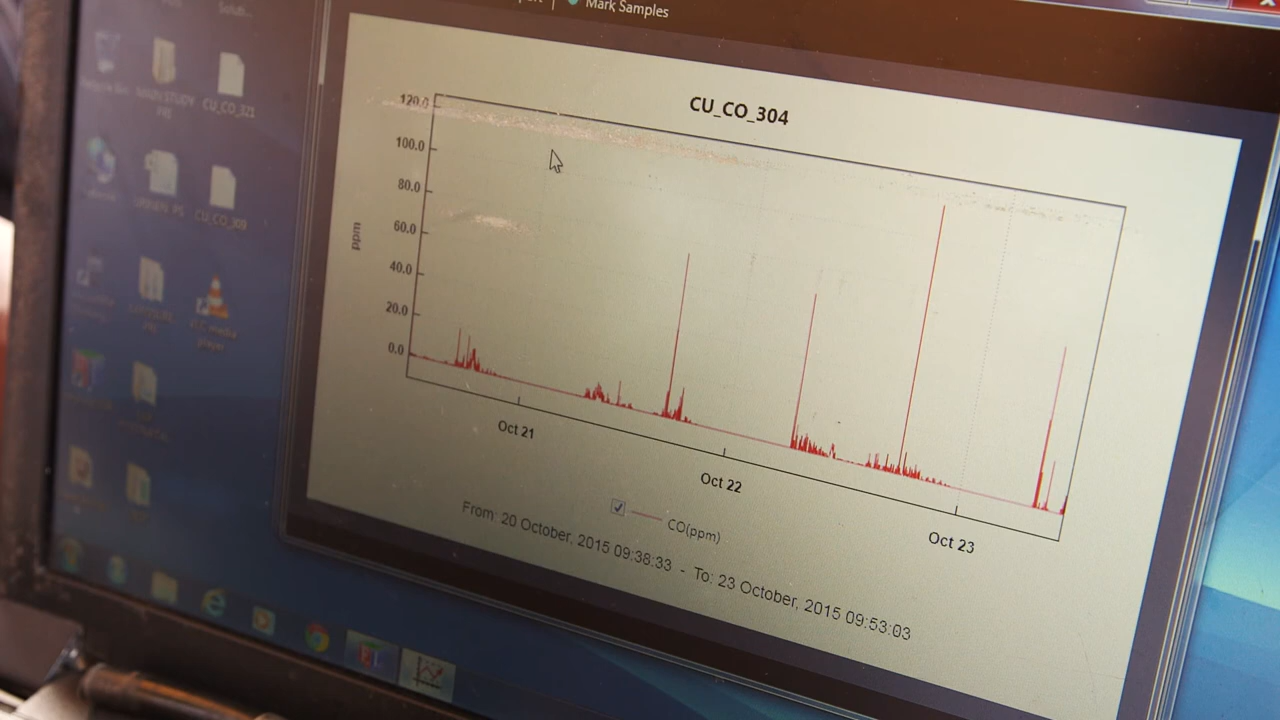 Mark Samples
CU_CO_304
120.0
100.0
80.0
60.0
40.0
20.0
0.0
ppm
Oct 21
Oct 22
Oct 23
CO(ppm)
From: 20 October, 2015 09:38:33 - To: 23 October, 2015 09:53:03
CU_CO_321
CU_CO_309
VLC media
player